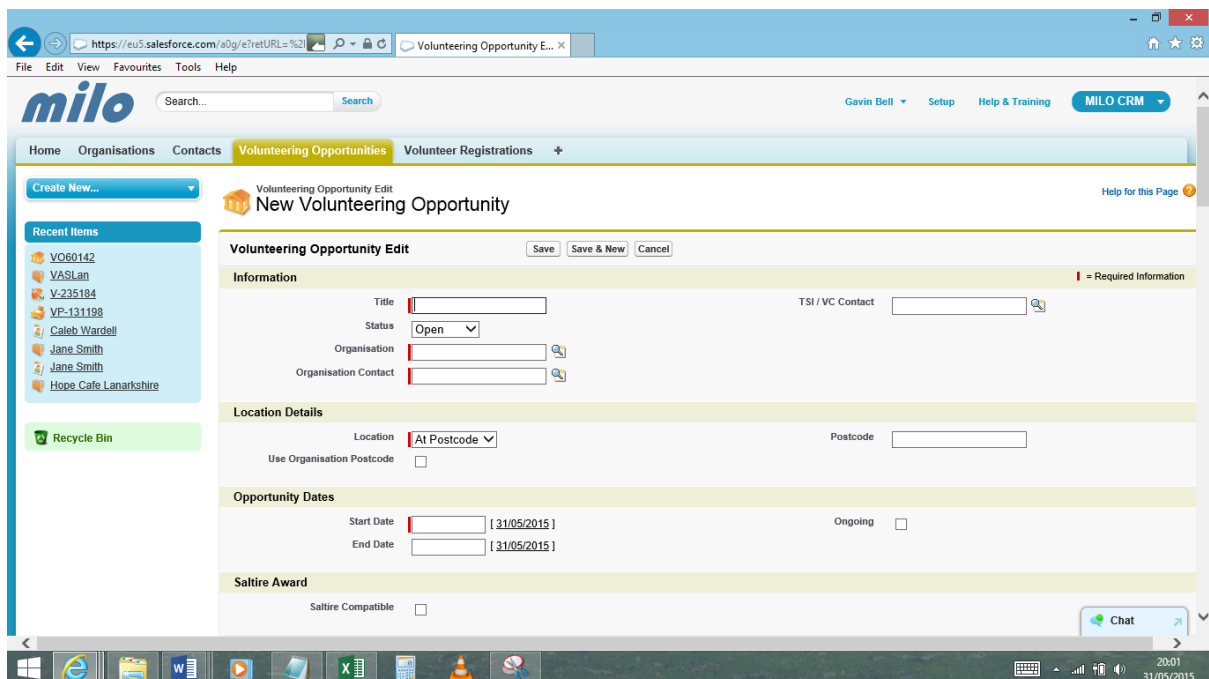 https://eu5.salesforce.com/a0g/e?retURL=%2
Volunteering Opportunity E...
File Edit View Favourites Tools Help
milo Search... Search Gavin Bell Setup Help & Training MILO CRM
Home Organisations Contacts Volunteering Opportunities Volunteer Registrations +
Create New...
Volunteering Opportunity Edit
New Volunteering Opportunity
Help for this Page
Recent Items
VO60142
VASLan
V-235184
VP-131198
Caleb Wardell
Jane Smith
Jane Smith
Hope Cafe Lanarkshire
Recycle Bin
Volunteering Opportunity Edit Save Save & New Cancel
Information = Required Information
Title TSI / VC Contact
Status Open
Organisation
Organisation Contact
Location Details
Location At Postcode Postcode
Use Organisation Postcode
Opportunity Dates
Start Date [ 31/05/2015 ] Ongoing
End Date [ 31/05/2015 ]
Saltire Award
Saltire Compatible
Chat
20:01
31/05/2015